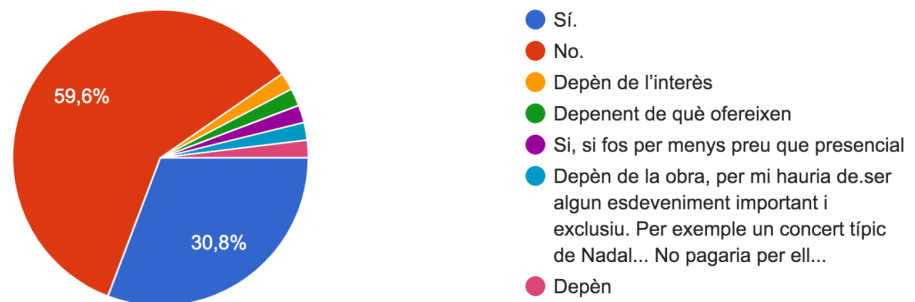 59,6%
30,8%
Sí.
No.
Depèn de l’interès
Depenent de què ofereixen
Si, si fos per menys preu que presencial
Depèn de la obra, per mi hauria de.ser
algun esdeveniment important i
exclusiu. Per exemple un concert típic
de Nadal... No pagaria per ell...
Depèn